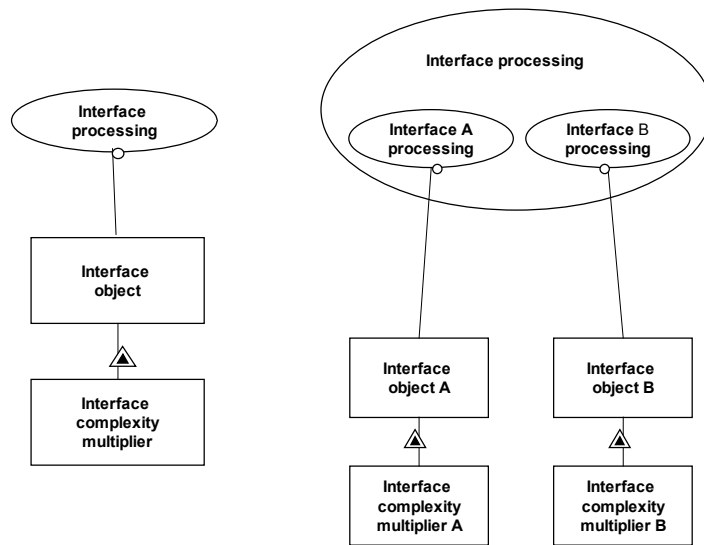 Interface
processing
Interface
object
Interface
complexity
multiplier
Interface processing
Interface A
processing
Interface B
processing
Interface
object A
Interface
object B
Interface
complexity
multiplier A
Interface
complexity
multiplier B